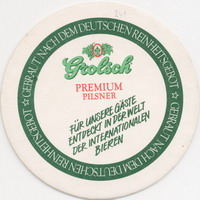 GEBRAUT NACH DEM DEUTSCHEN REINHEITSGEBOT
Grolsch
PREMIUM
PILSNER
FÜR UNSERE GÄSTE
ENTDECKT IN DER WELT
DER INTERNATIONALEN
BIEREN
GEBRAUT NACH DEM DEUTSCHEN REINHEITSGEBOT